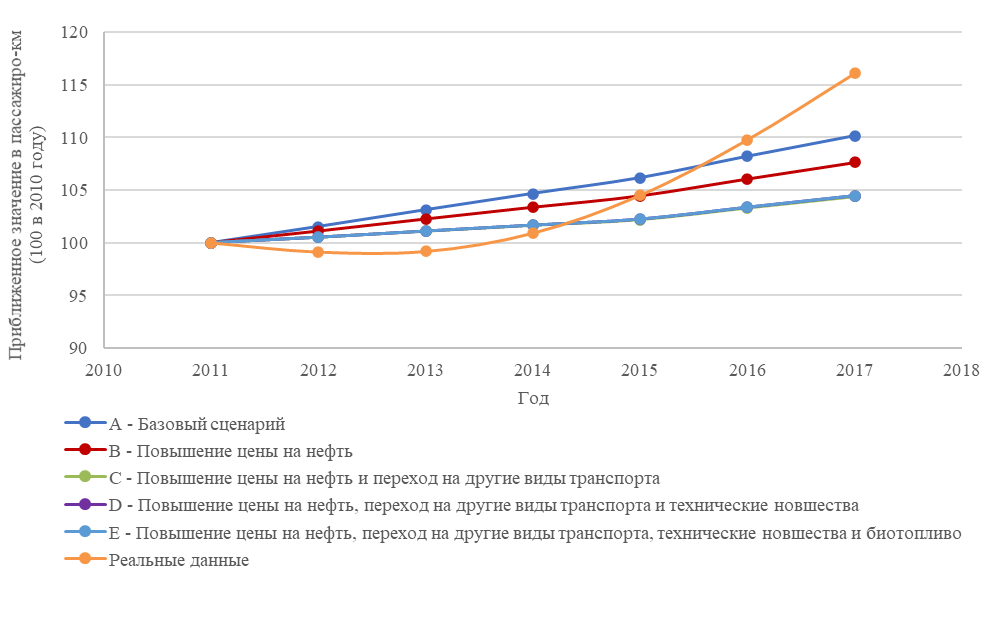 Приближенное значение в пассажиро-км
(100 в 2010 году)
120
115
110
105
100
95
90
2010 2011 2012 2013 2014 2015 2016 2017 2018
Год
A - Базовый сценарий
B - Повышение цены на нефть
C - Повышение цены на нефть и переход на другие виды транспорта
D - Повышение цены на нефть, переход на другие виды транспорта и технические новшества
E - Повышение цены на нефть, переход на другие виды транспорта, технические новшества и биотопливо
Реальные данные